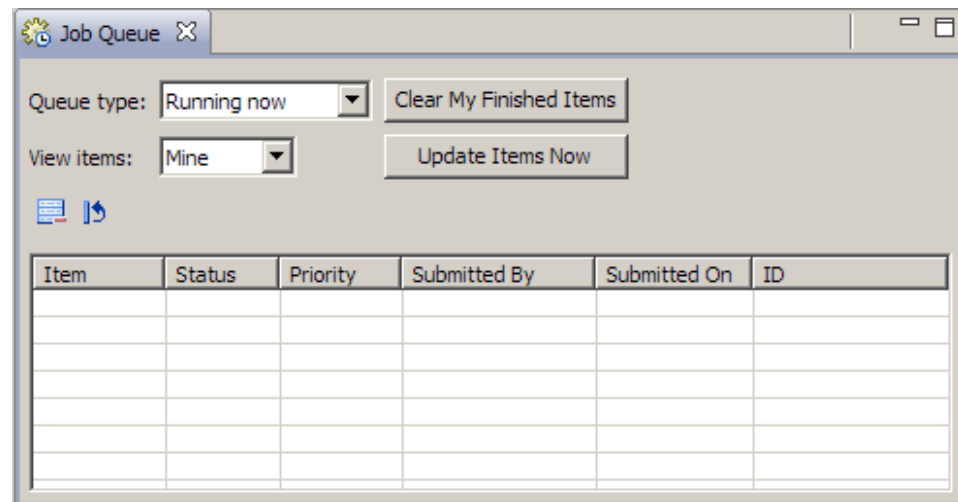 Job Queue
Queue type: Running now Clear My Finished Items
View items: Mine Update Items Now
Item Status Priority Submitted By Submitted On ID